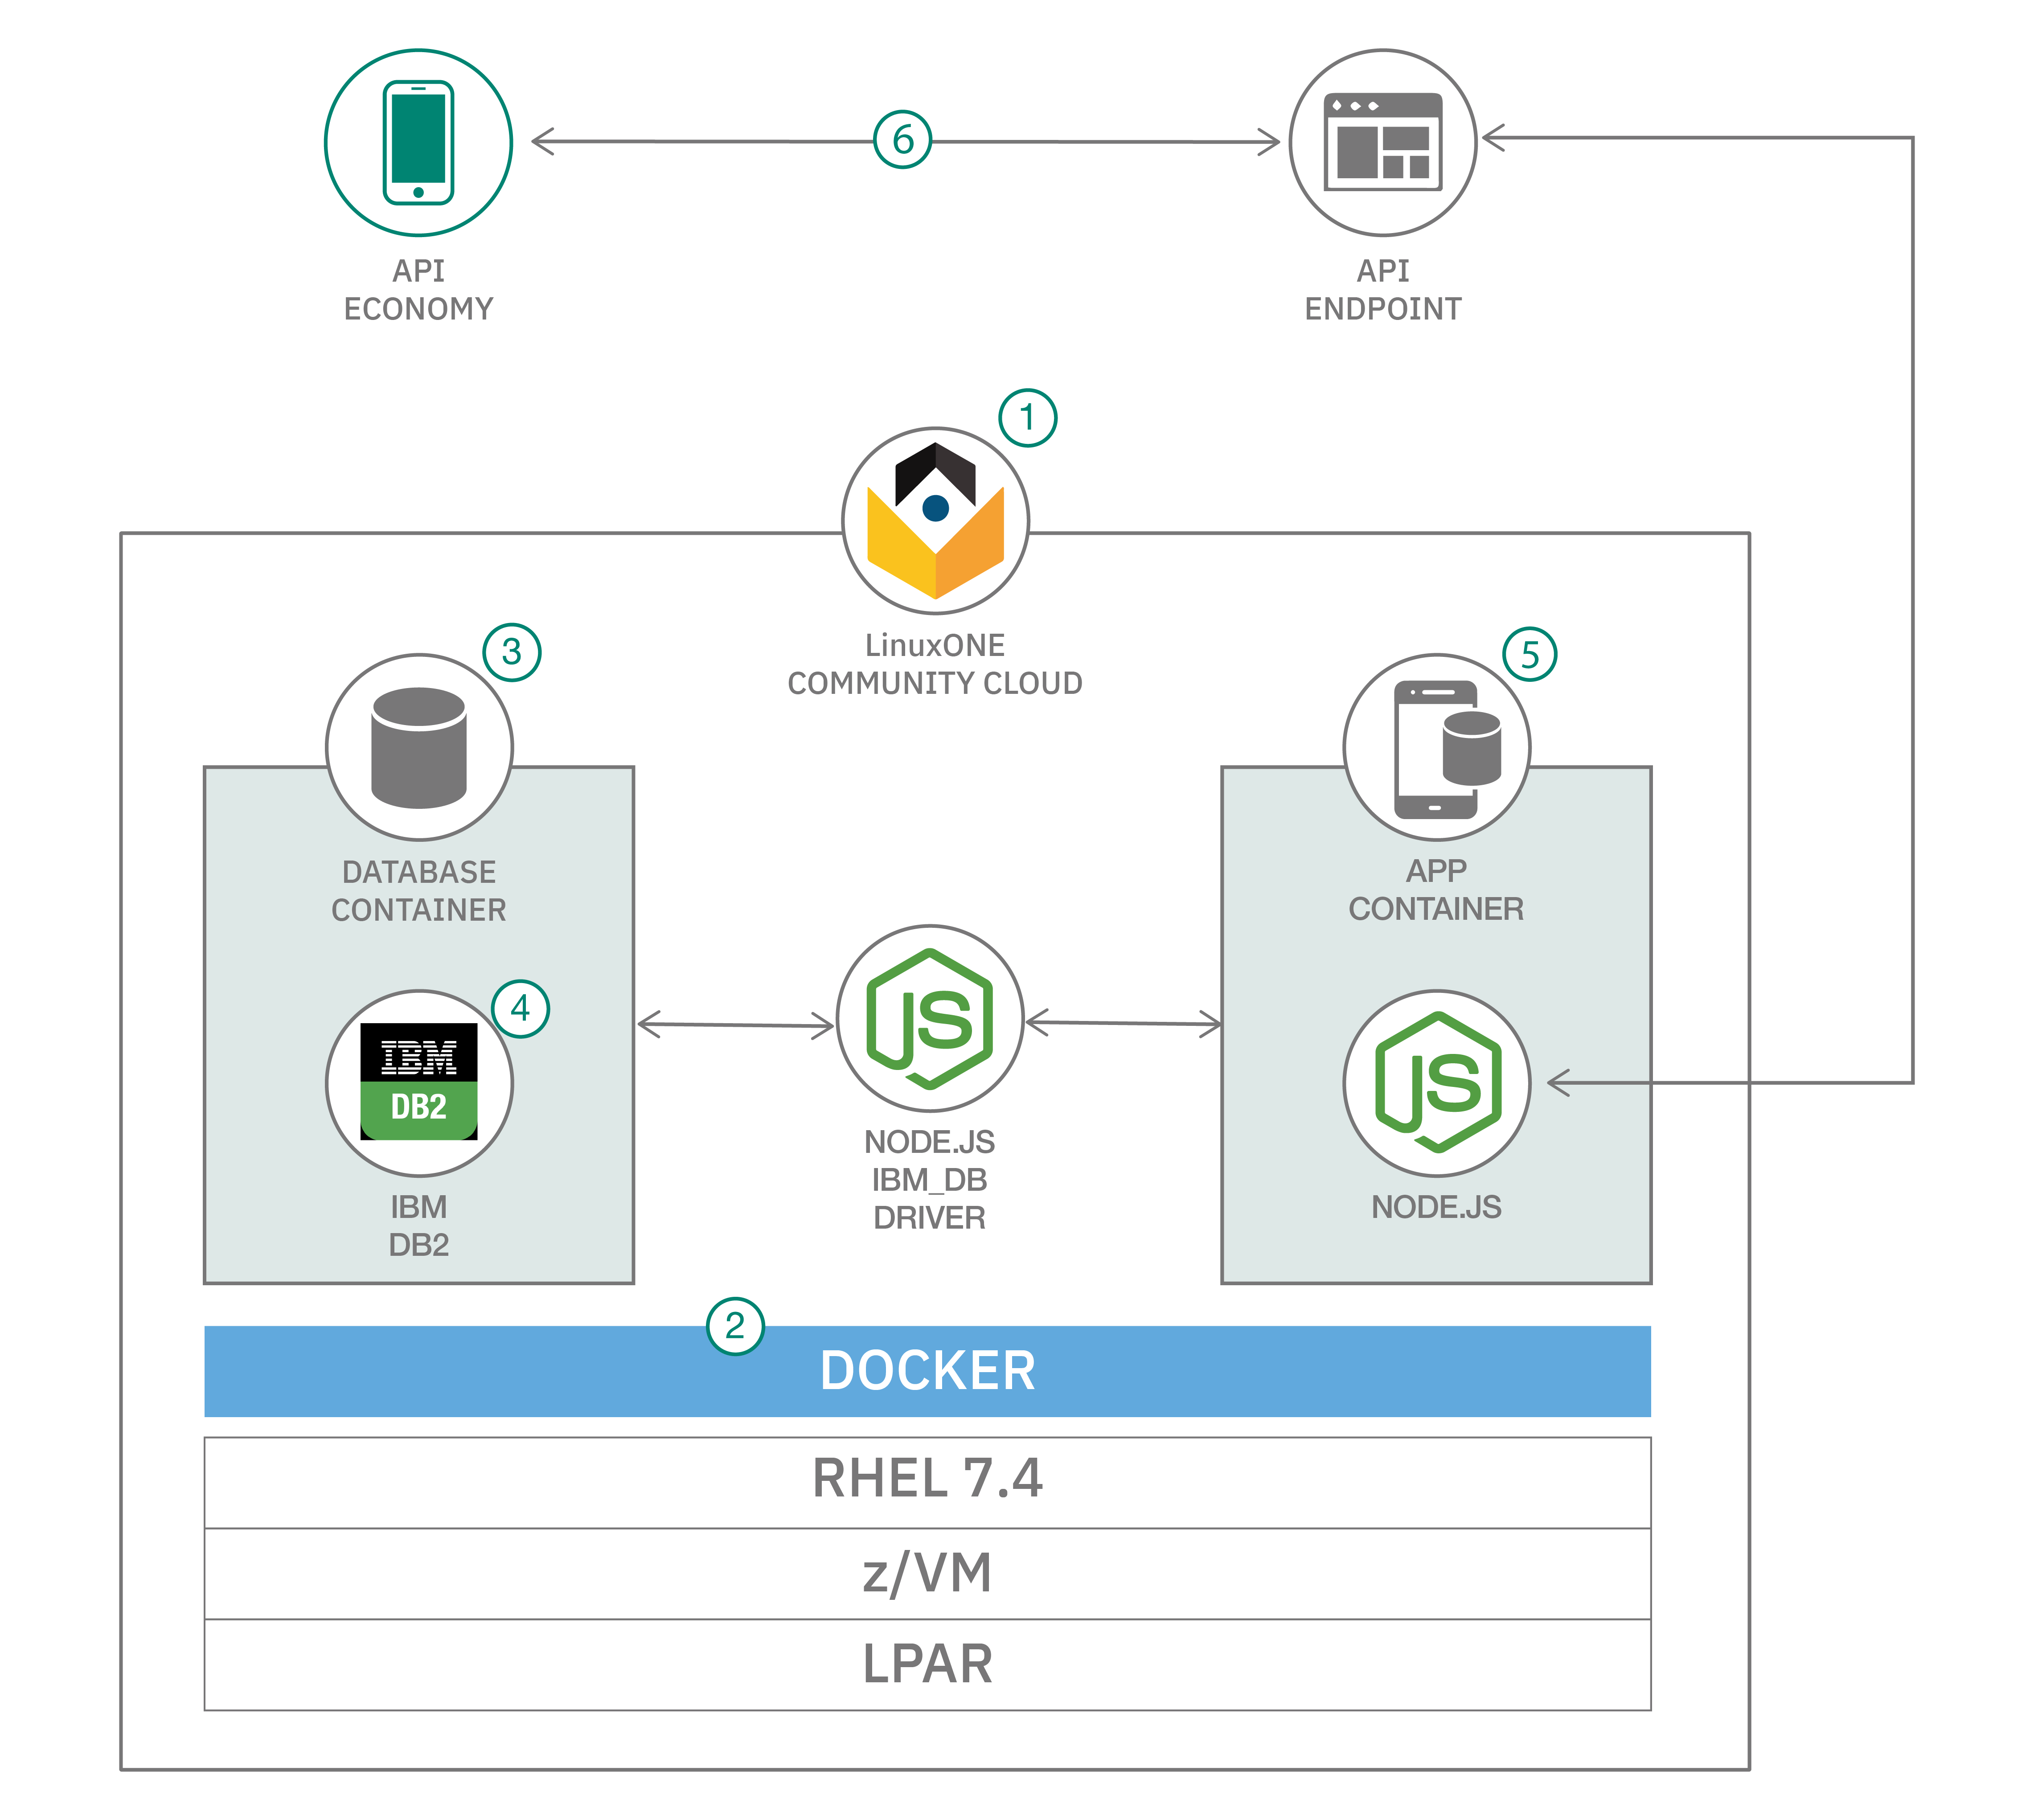 6
API
ECONOMY
API
ENDPOINT
1
LinuxONE
COMMUNITY CLOUD
3
DATABASE
CONTAINER
5
APP
CONTAINER
4
IBM
DB2
IBM
DB2
JS
NODE.JS
IBM_DB
DRIVER
JS
NODE.JS
2
DOCKER
RHEL 7.4
z/VM
LPAR